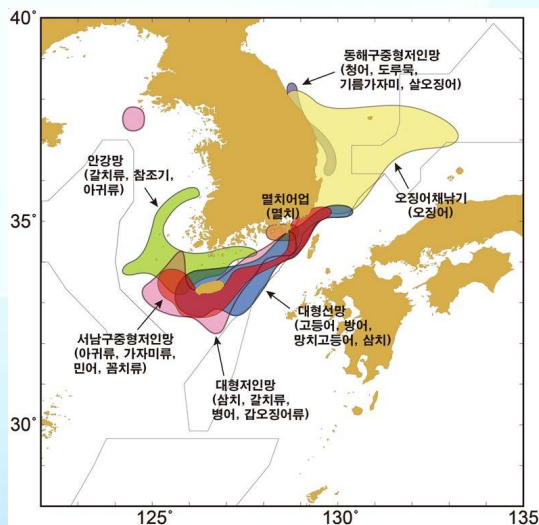 40°
동해구중형저인망
(청어, 도루묵,
기름가자미, 살오징어)
안강망
(갈치류, 참조기,
아귀류)
멸치어업
(멸치)
오징어채낚기
(오징어)
35°
대형선망
(고등어, 방어,
망치고등어, 삼치)
서남구중형저인망
(아귀류, 가자미류,
민어, 꼼치류)
대형저인망
(삼치, 갈치류,
병어, 갑오징어류)
30°
125°
130°
135